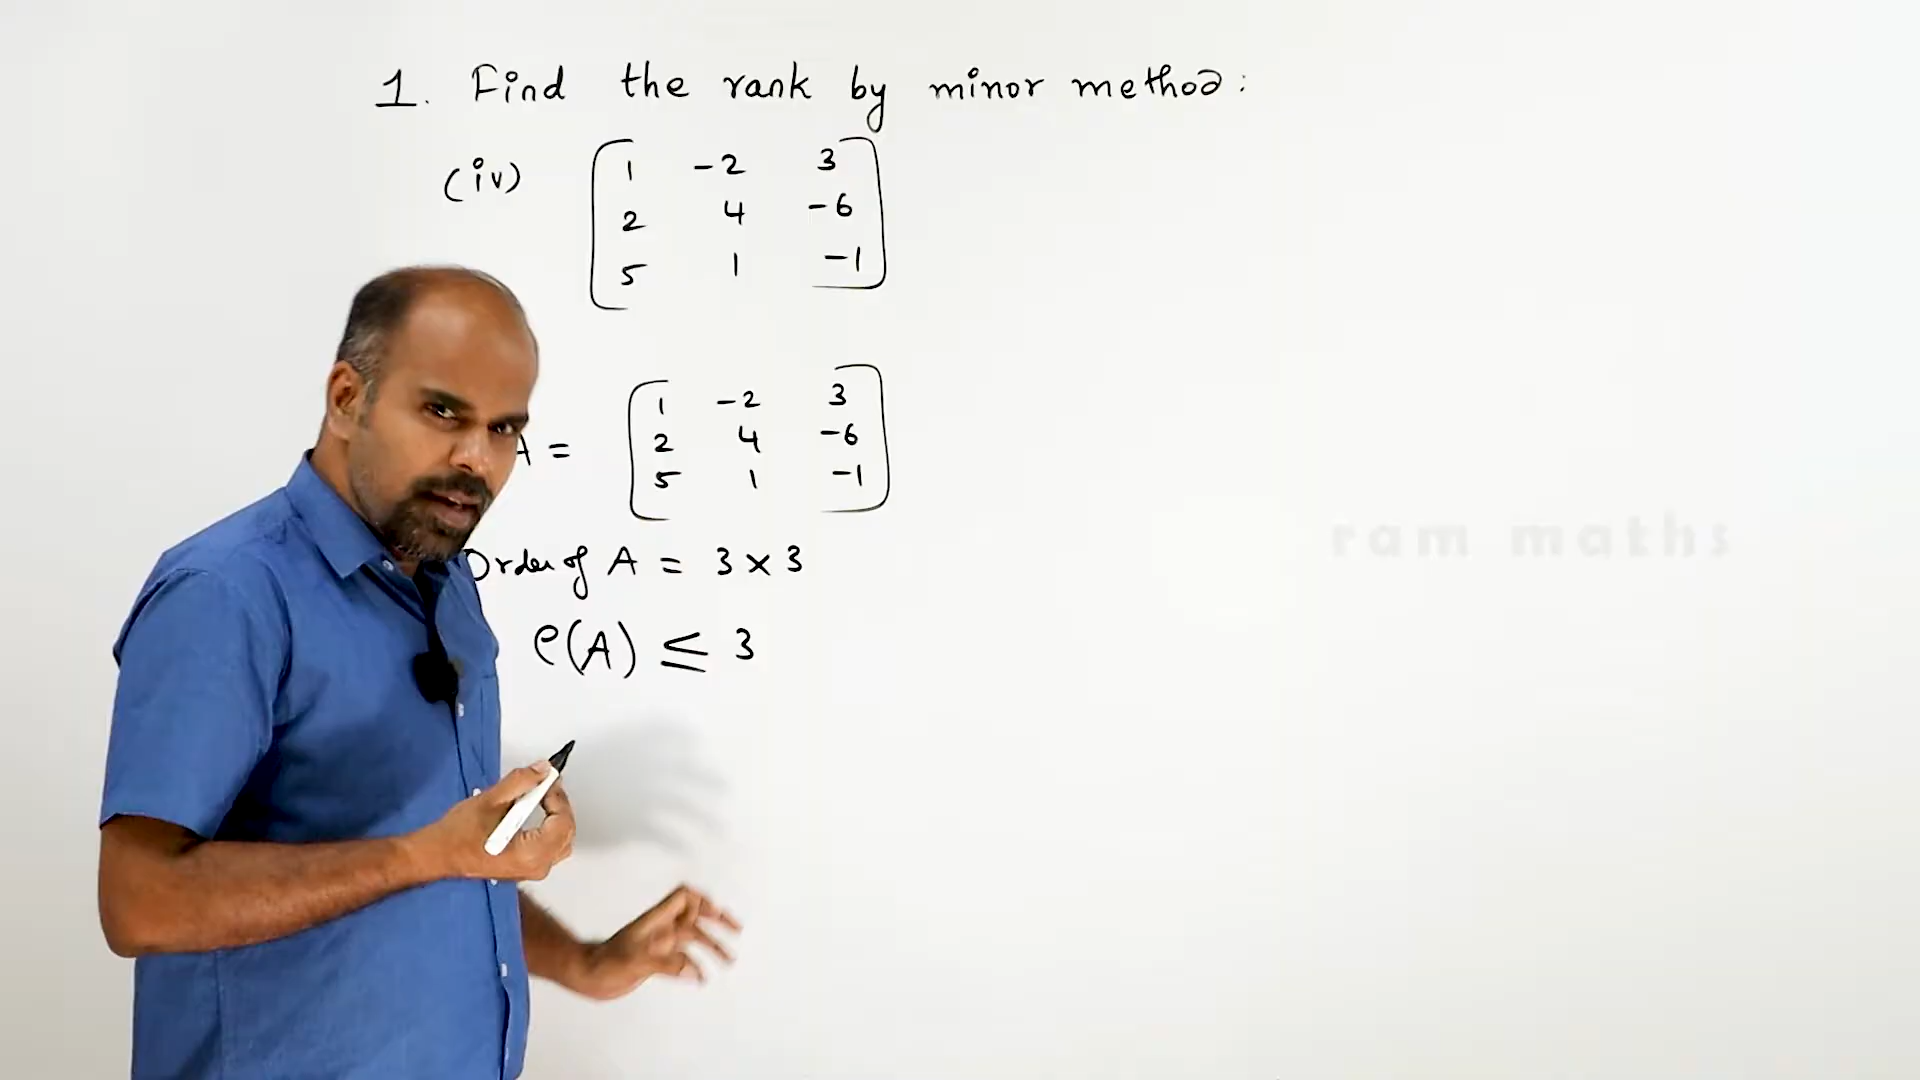 1. Find the rank by minor method:
(iv) 1 -2 3
2 4 -6
5 1 -1
A = 1 -2 3
2 4 -6
5 1 -1
Order of A = 3 × 3
ρ(A) ≤ 3
ram maths